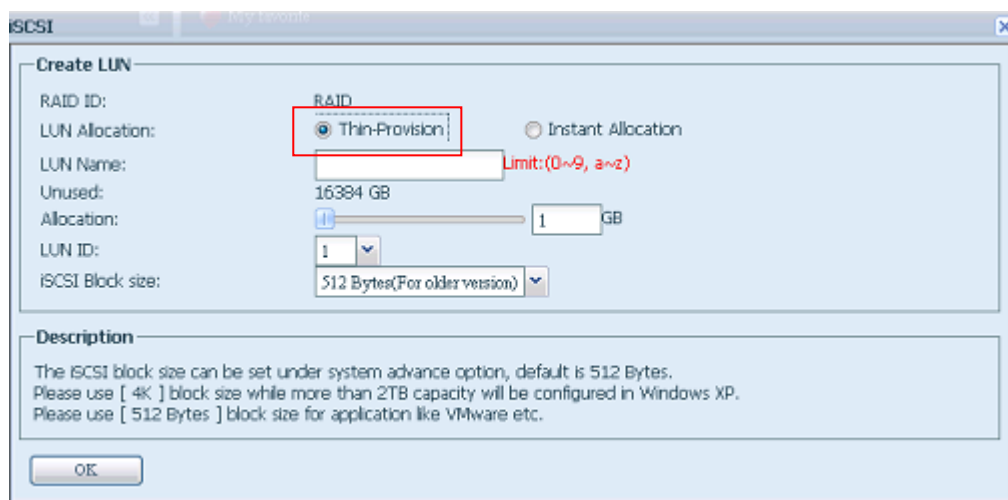 My favorite
iSCSI
Create LUN
RAID ID: RAID
LUN Allocation: Thin-Provision Instant Allocation
LUN Name: Limit:(0~9, a~z)
Unused: 16384 GB
Allocation: 1 GB
LUN ID: 1
iSCSI Block size: 512 Bytes(For older version)
Description
The iSCSI block size can be set under system advance option, default is 512 Bytes.
Please use [ 4K ] block size while more than 2TB capacity will be configured in Windows XP.
Please use [ 512 Bytes ] block size for application like VMware etc.
OK